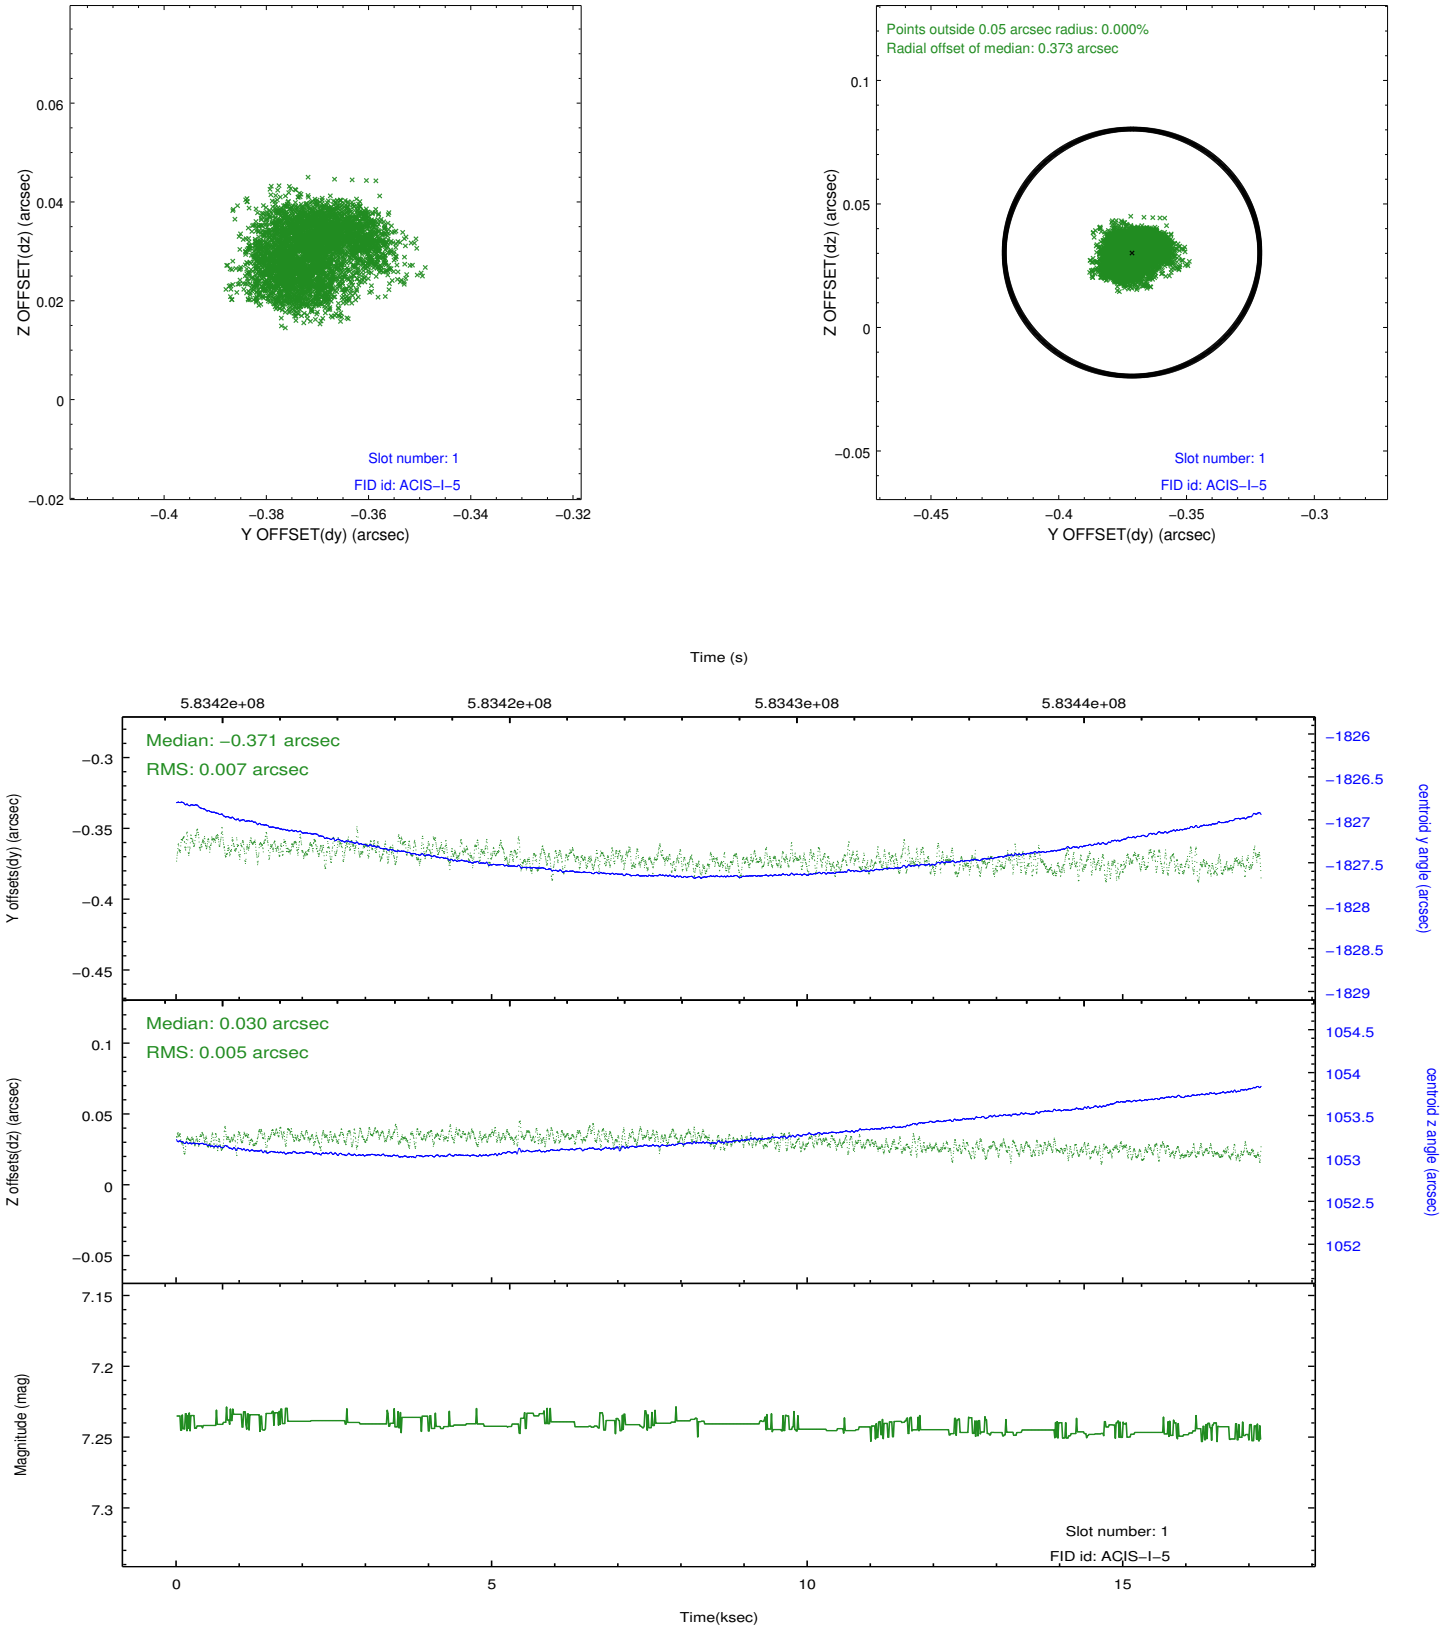 0.06
0.04
0.02
0
−0.02
−0.4
−0.38
−0.36
−0.34
−0.32
Z OFFSET(dz) (arcsec)
Y OFFSET(dy) (arcsec)
Slot number: 1
FID id: ACIS−I−5
Points outside 0.05 arcsec radius: 0.000%
Radial offset of median: 0.373 arcsec
0.1
0.05
0
−0.05
−0.45
−0.4
−0.35
−0.3
Z OFFSET(dz) (arcsec)
Y OFFSET(dy) (arcsec)
Slot number: 1
FID id: ACIS−I−5
Time (s)
5.8342e+08
5.8342e+08
5.8343e+08
5.8344e+08
Median: −0.371 arcsec
RMS: 0.007 arcsec
−0.3
−0.35
−0.4
−0.45
Y offsets(dy) (arcsec)
−1826
−1826.5
−1827
−1827.5
−1828
−1828.5
−1829
centroid y angle (arcsec)
Median: 0.030 arcsec
RMS: 0.005 arcsec
0.1
0.05
0
−0.05
Z offsets(dz) (arcsec)
1054.5
1054
1053.5
1053
1052.5
1052
centroid z angle (arcsec)
7.15
7.2
7.25
7.3
Magnitude (mag)
Slot number: 1
FID id: ACIS−I−5
0
5
10
15
Time(ksec)